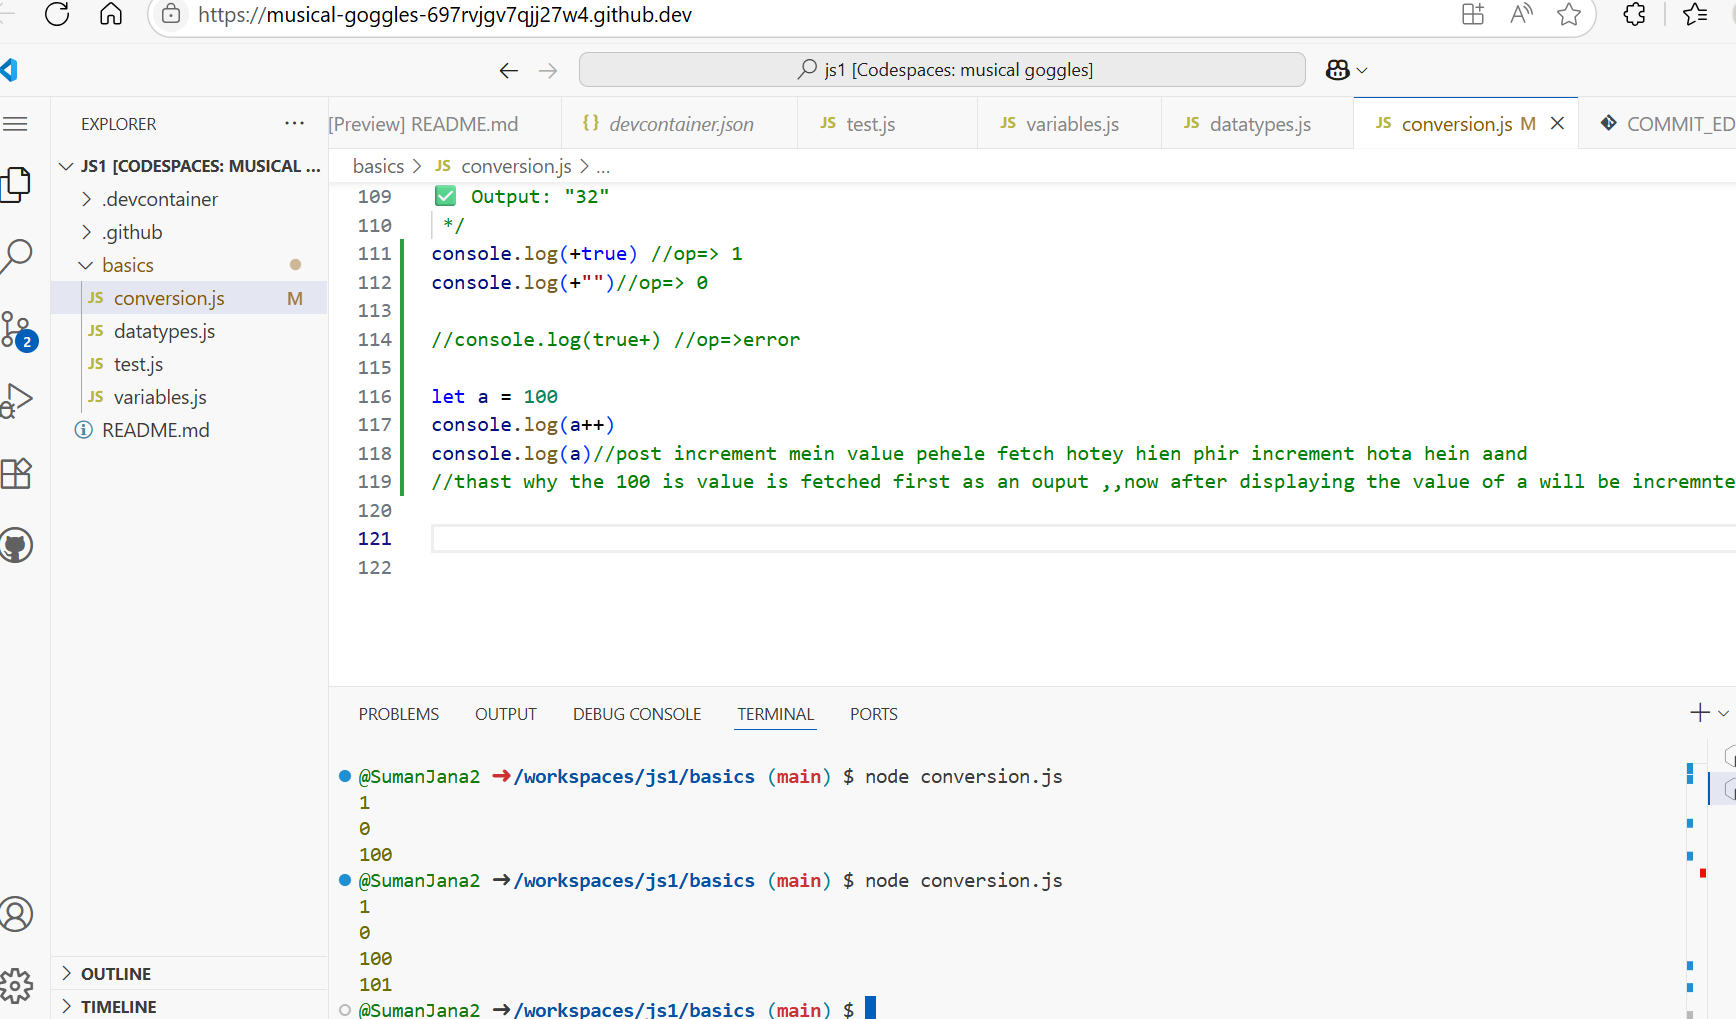 https://musical-goggles-697rvjgv7qjj27w4.github.dev
js1 [Codespaces: musical goggles]
EXPLORER
[Preview] README.md
{} devcontainer.json
JS test.js
JS variables.js
JS datatypes.js
JS conversion.js M
COMMIT_ED
JS1 [CODESPACES: MUSICAL ...
.devcontainer
.github
basics
JS conversion.js M
JS datatypes.js
JS test.js
JS variables.js
README.md
2
OUTLINE
TIMELINE
basics > JS conversion.js > ...
109 ✅ Output: "32"
110 */
111 console.log(+true) //op=> 1
112 console.log(+"")//op=> 0
113
114 //console.log(true+) //op=>error
115
116 let a = 100
117 console.log(a++)
118 console.log(a)//post increment mein value pehele fetch hotey hien phir increment hota hein aand
119 //thast why the 100 is value is fetched first as an ouput ,,now after displaying the value of a will be incremnte
120
121
122
PROBLEMS OUTPUT DEBUG CONSOLE TERMINAL PORTS
@SumanJana2 ➜/workspaces/js1/basics (main) $ node conversion.js
1
0
100
@SumanJana2 ➜/workspaces/js1/basics (main) $ node conversion.js
1
0
100
101
@SumanJana2 ➜/workspaces/js1/basics (main) $